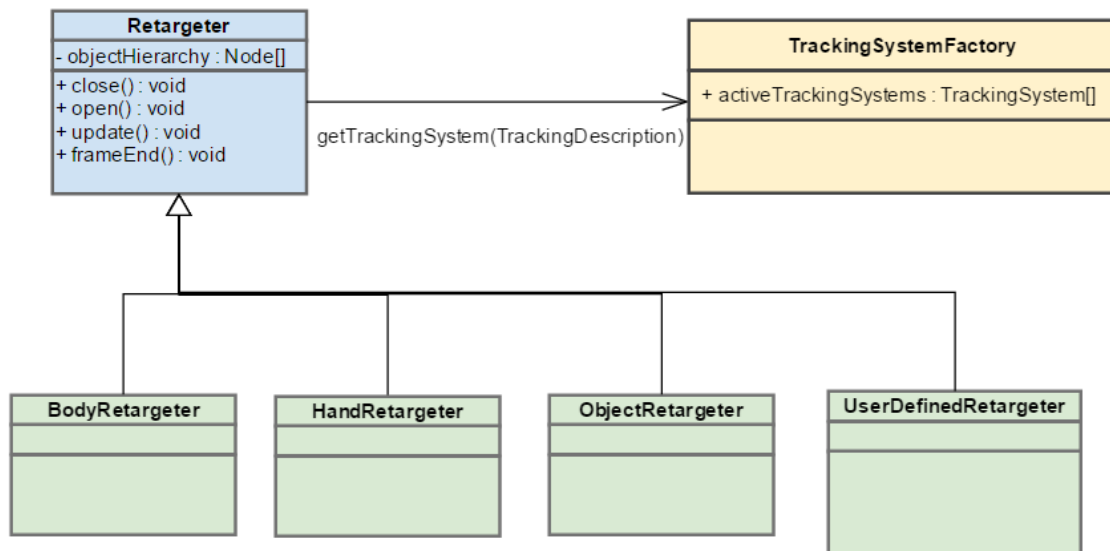 Retargeter
- objectHierarchy : Node[]
+ close() : void
+ open() : void
+ update() : void
+ frameEnd() : void
getTrackingSystem(TrackingDescription)
TrackingSystemFactory
+ activeTrackingSystems : TrackingSystem[]
BodyRetargeter
HandRetargeter
ObjectRetargeter
UserDefinedRetargeter